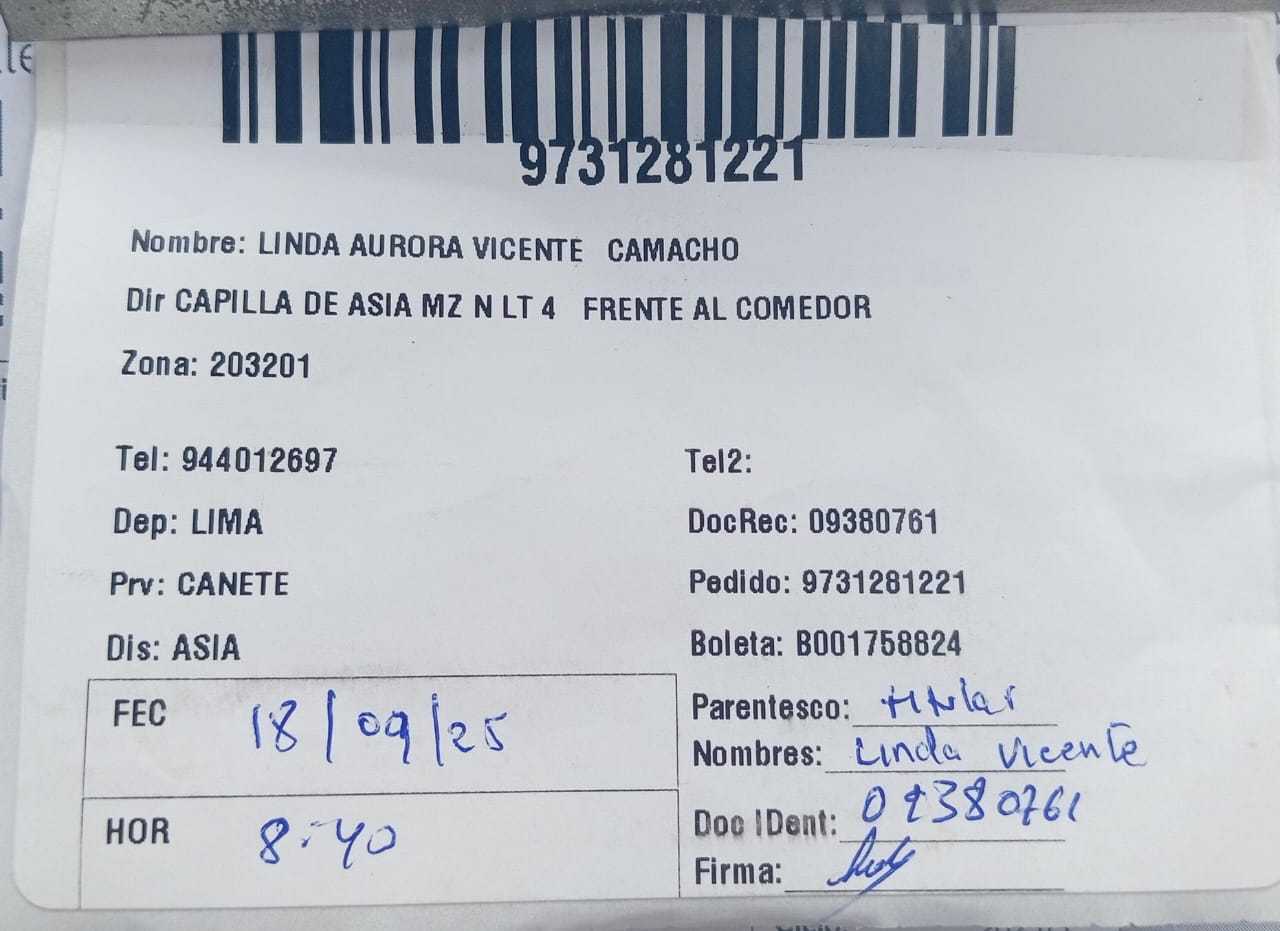 9731281221
Nombre: LINDA AURORA VICENTE CAMACHO
Dir CAPILLA DE ASIA MZ N LT 4 FRENTE AL COMEDOR
Zona: 203201
Tel: 944012697 Tel2:
Dep: LIMA DocRec: 09380761
Prv: CANETE Pedido: 9731281221
Dis: ASIA Boleta: B001758824
FEC 18/09/25
Parentesco: titular
Nombres: Linda Vicente
HOR 8:40
Doc IDent: 09380761
Firma: